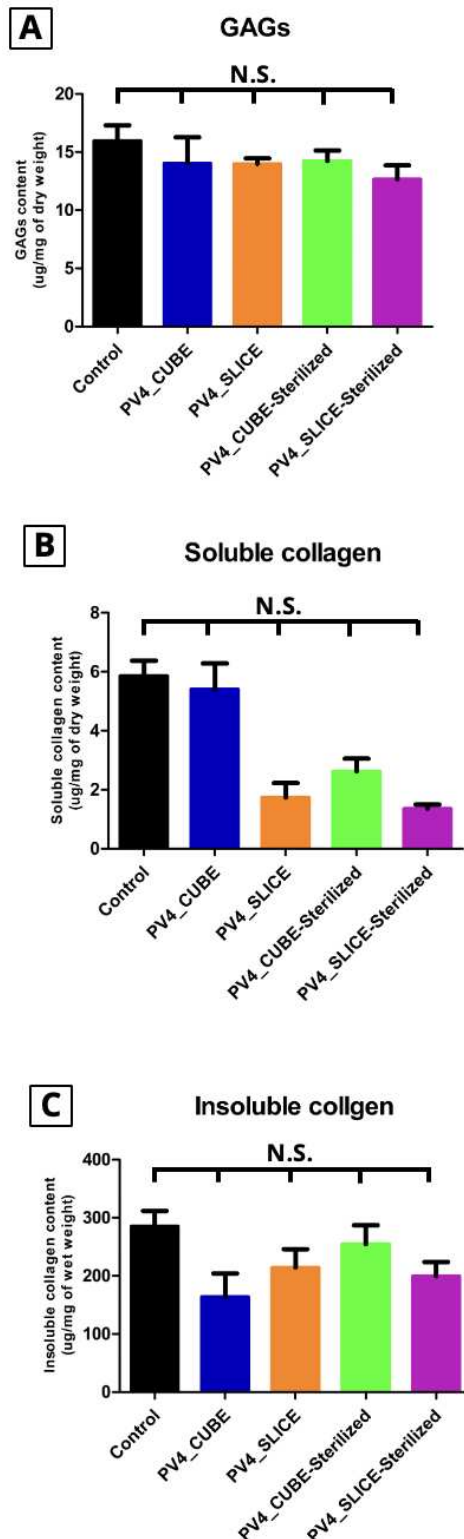 A
GAGs
N.S.
GAGs content
(ug/mg of dry weight)
20
15
10
5
0
Control
PV4_CUBE
PV4_SLICE
PV4_CUBE-Sterilized
PV4_SLICE-Sterilized
B
Soluble collagen
N.S.
Soluble collagen content
(ug/mg of dry weight)
8
6
4
2
0
Control
PV4_CUBE
PV4_SLICE
PV4_CUBE-Sterilized
PV4_SLICE-Sterilized
C
Insoluble collgen
N.S.
Insoluble collagen content
(ug/mg of wet weight)
400
300
200
100
0
Control
PV4_CUBE
PV4_SLICE
PV4_CUBE-Sterilized
PV4_SLICE-Sterilized